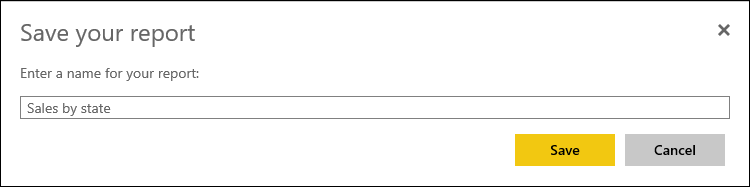 Save your report
Enter a name for your report:
Sales by state
Save
Cancel